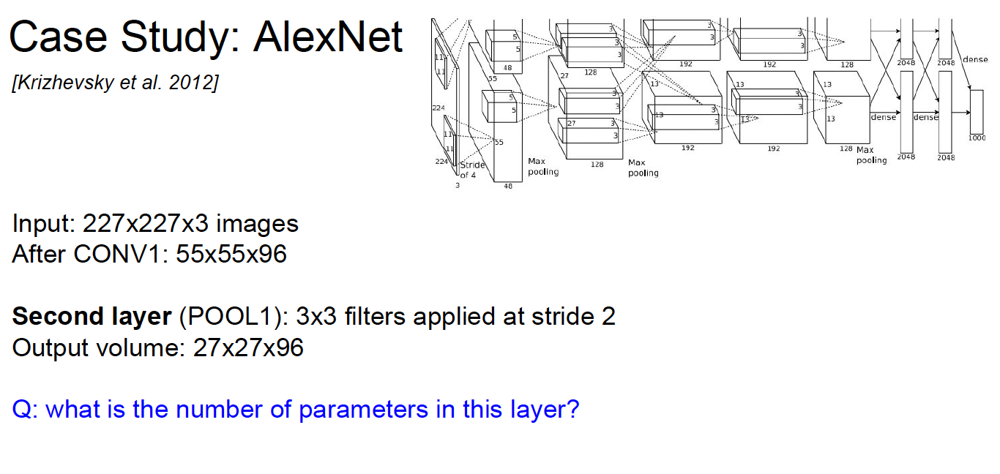 Case Study: AlexNet
[Krizhevsky et al. 2012]
11
11
224
11
11
224
3
Stride
of 4
55
5
5
48
5
5
55
48
Max
pooling
27
3
3
3
128
3
3
27
3
3
128
Max
pooling
3
3
192
13
3
13
3
192
3
3
192
13
3
13
3
192
128
13
13
128
Max
pooling
2048
2048
dense
dense
dense
2048
2048
1000
Input: 227x227x3 images
After CONV1: 55x55x96
Second layer (POOL1): 3x3 filters applied at stride 2
Output volume: 27x27x96
Q: what is the number of parameters in this layer?